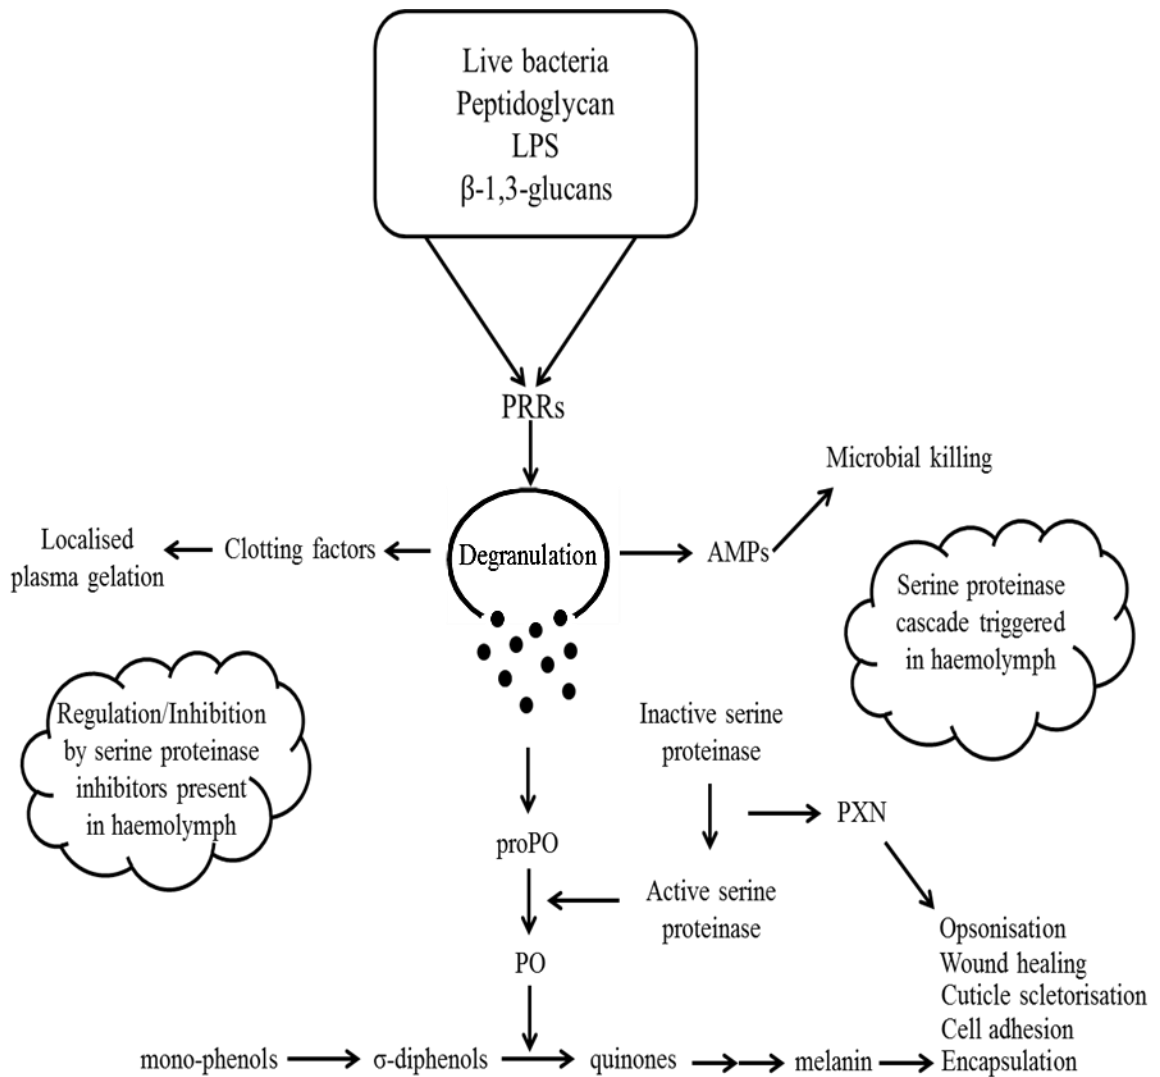 Live bacteria
Peptidoglycan
LPS
β-1,3-glucans
PRRs
Microbial killing
Localised
plasma gelation
Clotting factors
Degranulation
AMPs
Serine proteinase
cascade triggered
in haemolymph
Regulation/Inhibition
by serine proteinase
inhibitors present
in haemolymph
Inactive serine
proteinase
PXN
proPO
Active serine
proteinase
Opsonisation
Wound healing
Cuticle scletorisation
Cell adhesion
Encapsulation
PO
mono-phenols
σ-diphenols
quinones
melanin